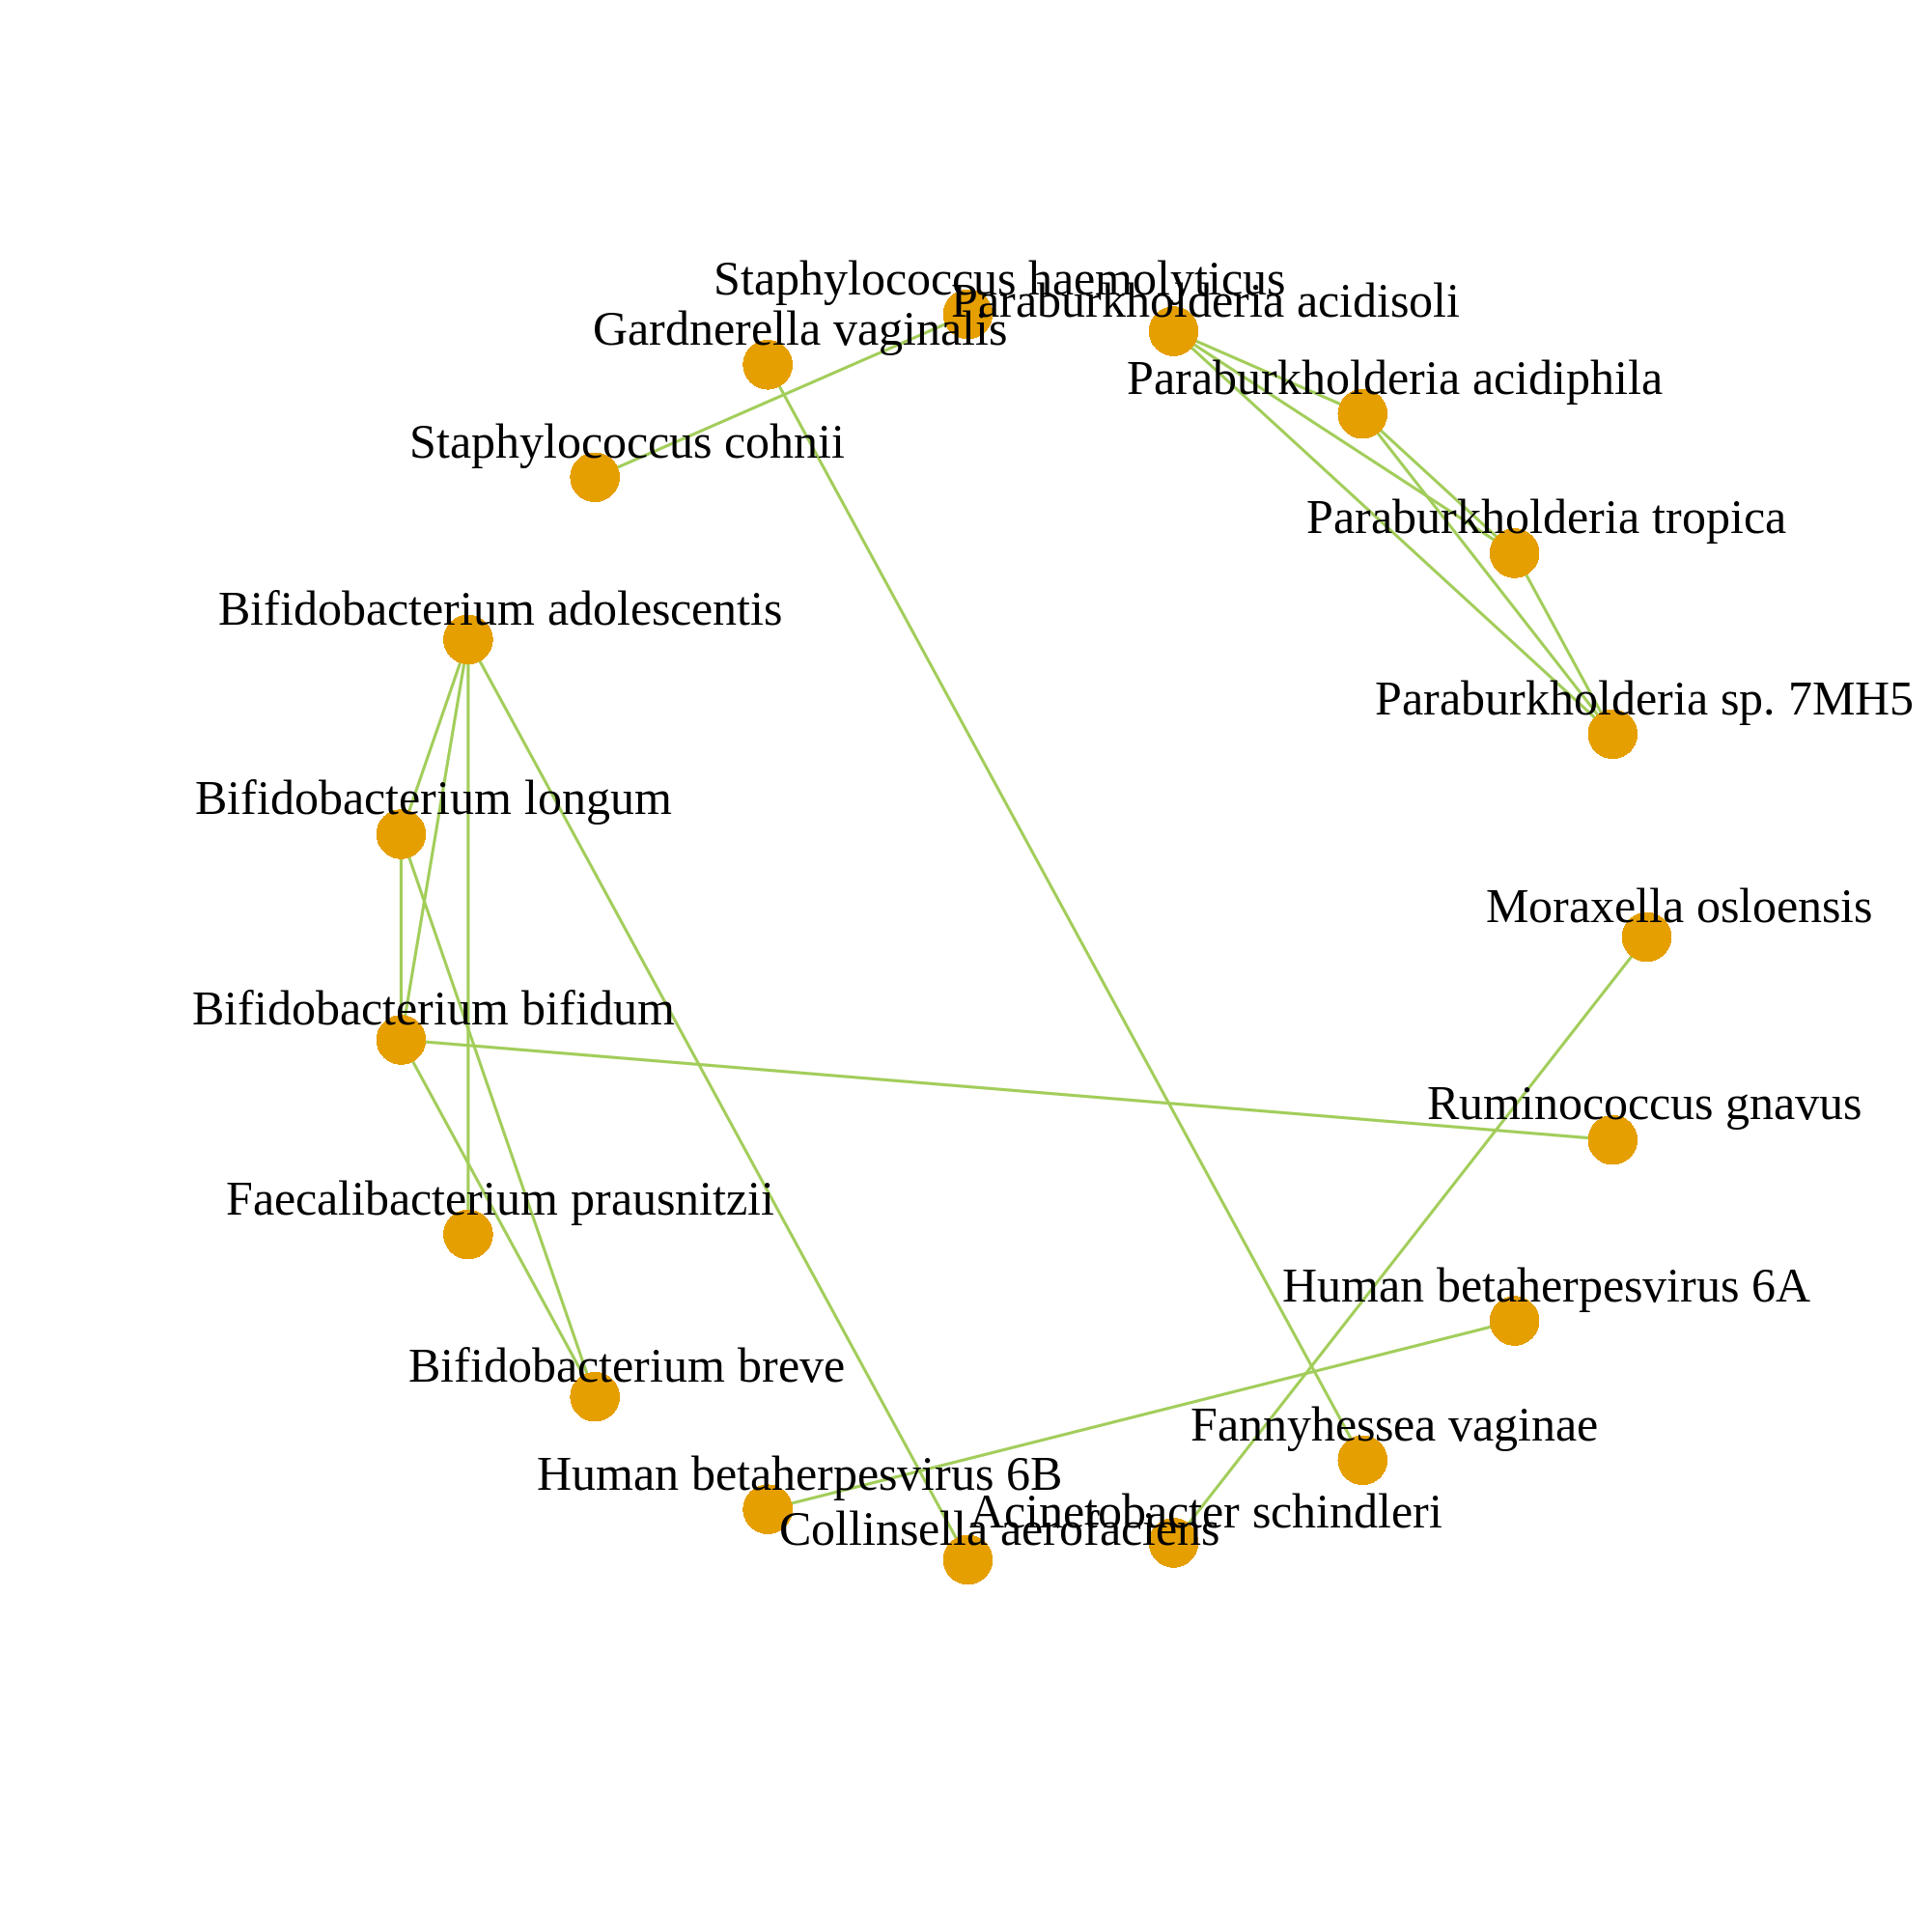 Staphylococcus haemolyticus
Paraburkholderia acidisoli
Gardnerella vaginalis
Paraburkholderia acidiphila
Staphylococcus cohnii
Paraburkholderia tropica
Bifidobacterium adolescentis
Paraburkholderia sp. 7MH5
Bifidobacterium longum
Moraxella osloensis
Bifidobacterium bifidum
Ruminococcus gnavus
Faecalibacterium prausnitzii
Human betaherpesvirus 6A
Bifidobacterium breve
Fannyhessea vaginae
Human betaherpesvirus 6B
Acinetobacter schindleri
Collinsella aerofaciens